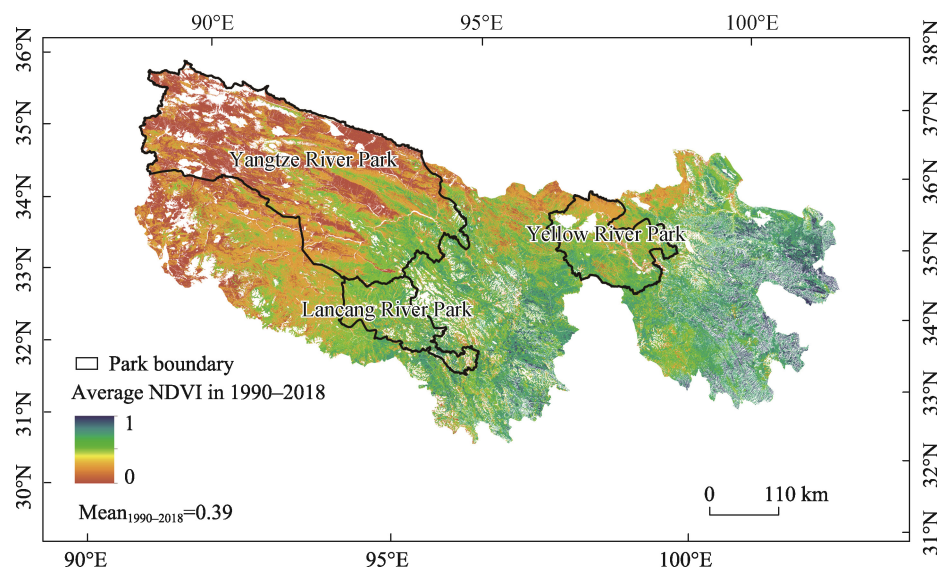 90°E 95°E 100°E
36°N
35°N
34°N
33°N
32°N
31°N
30°N
38°N
37°N
36°N
35°N
34°N
33°N
32°N
31°N
Yangtze River Park
Yellow River Park
Lancang River Park
Park boundary
Average NDVI in 1990–2018
1
0
Mean1990–2018=0.39
0 110 km
90°E 95°E 100°E